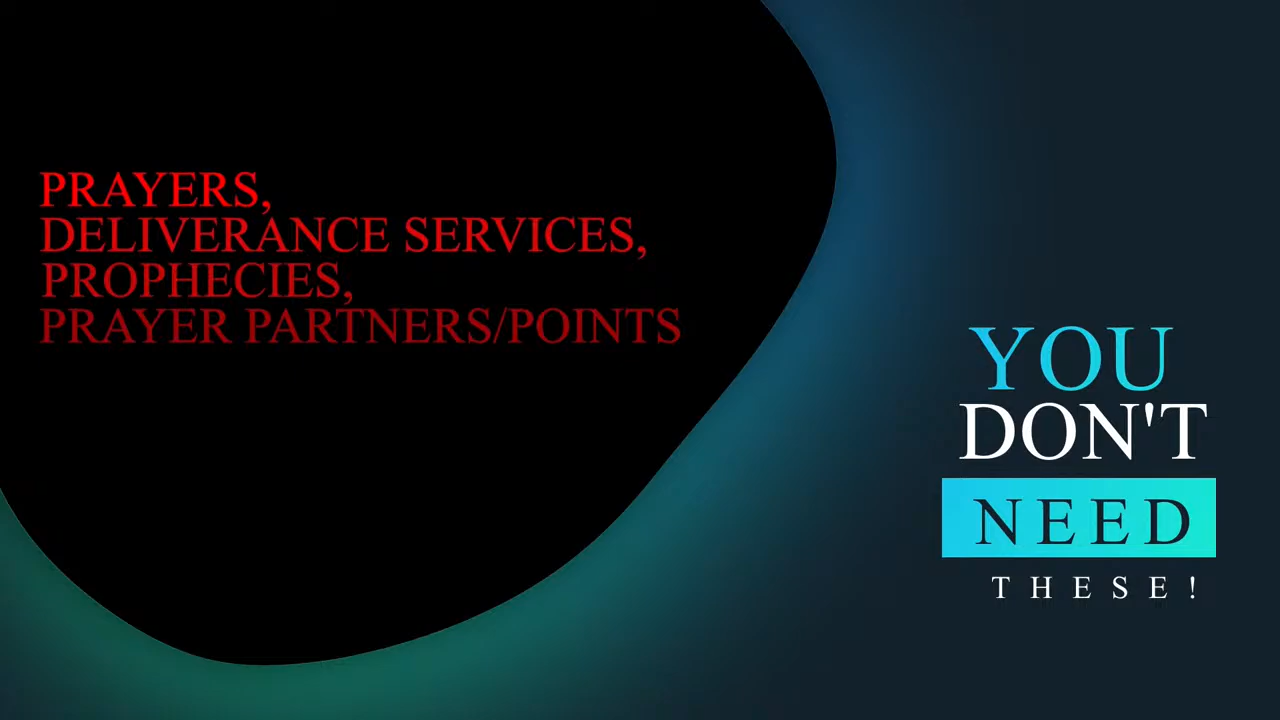 PRAYERS,
DELIVERANCE SERVICES,
PROPHECIES,
PRAYER PARTNERS/POINTS
YOU
DON'T
NEED
THESE!